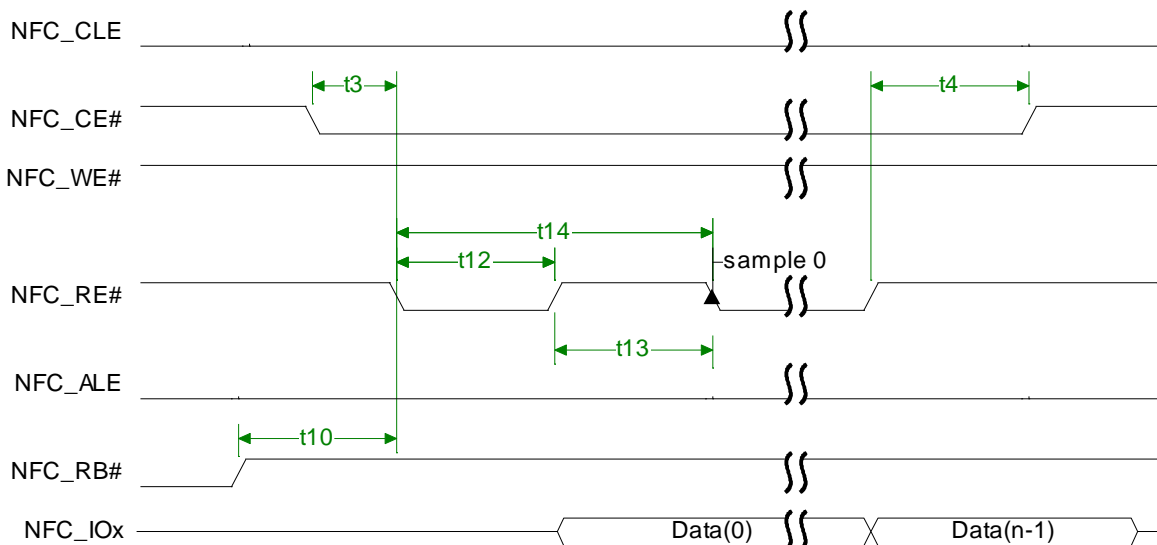 NFC_CLE
t3
t4
NFC_CE#
NFC_WE#
t14
t12
sample 0
NFC_RE#
t13
NFC_ALE
t10
NFC_RB#
NFC_IOx
Data(0)
Data(n-1)